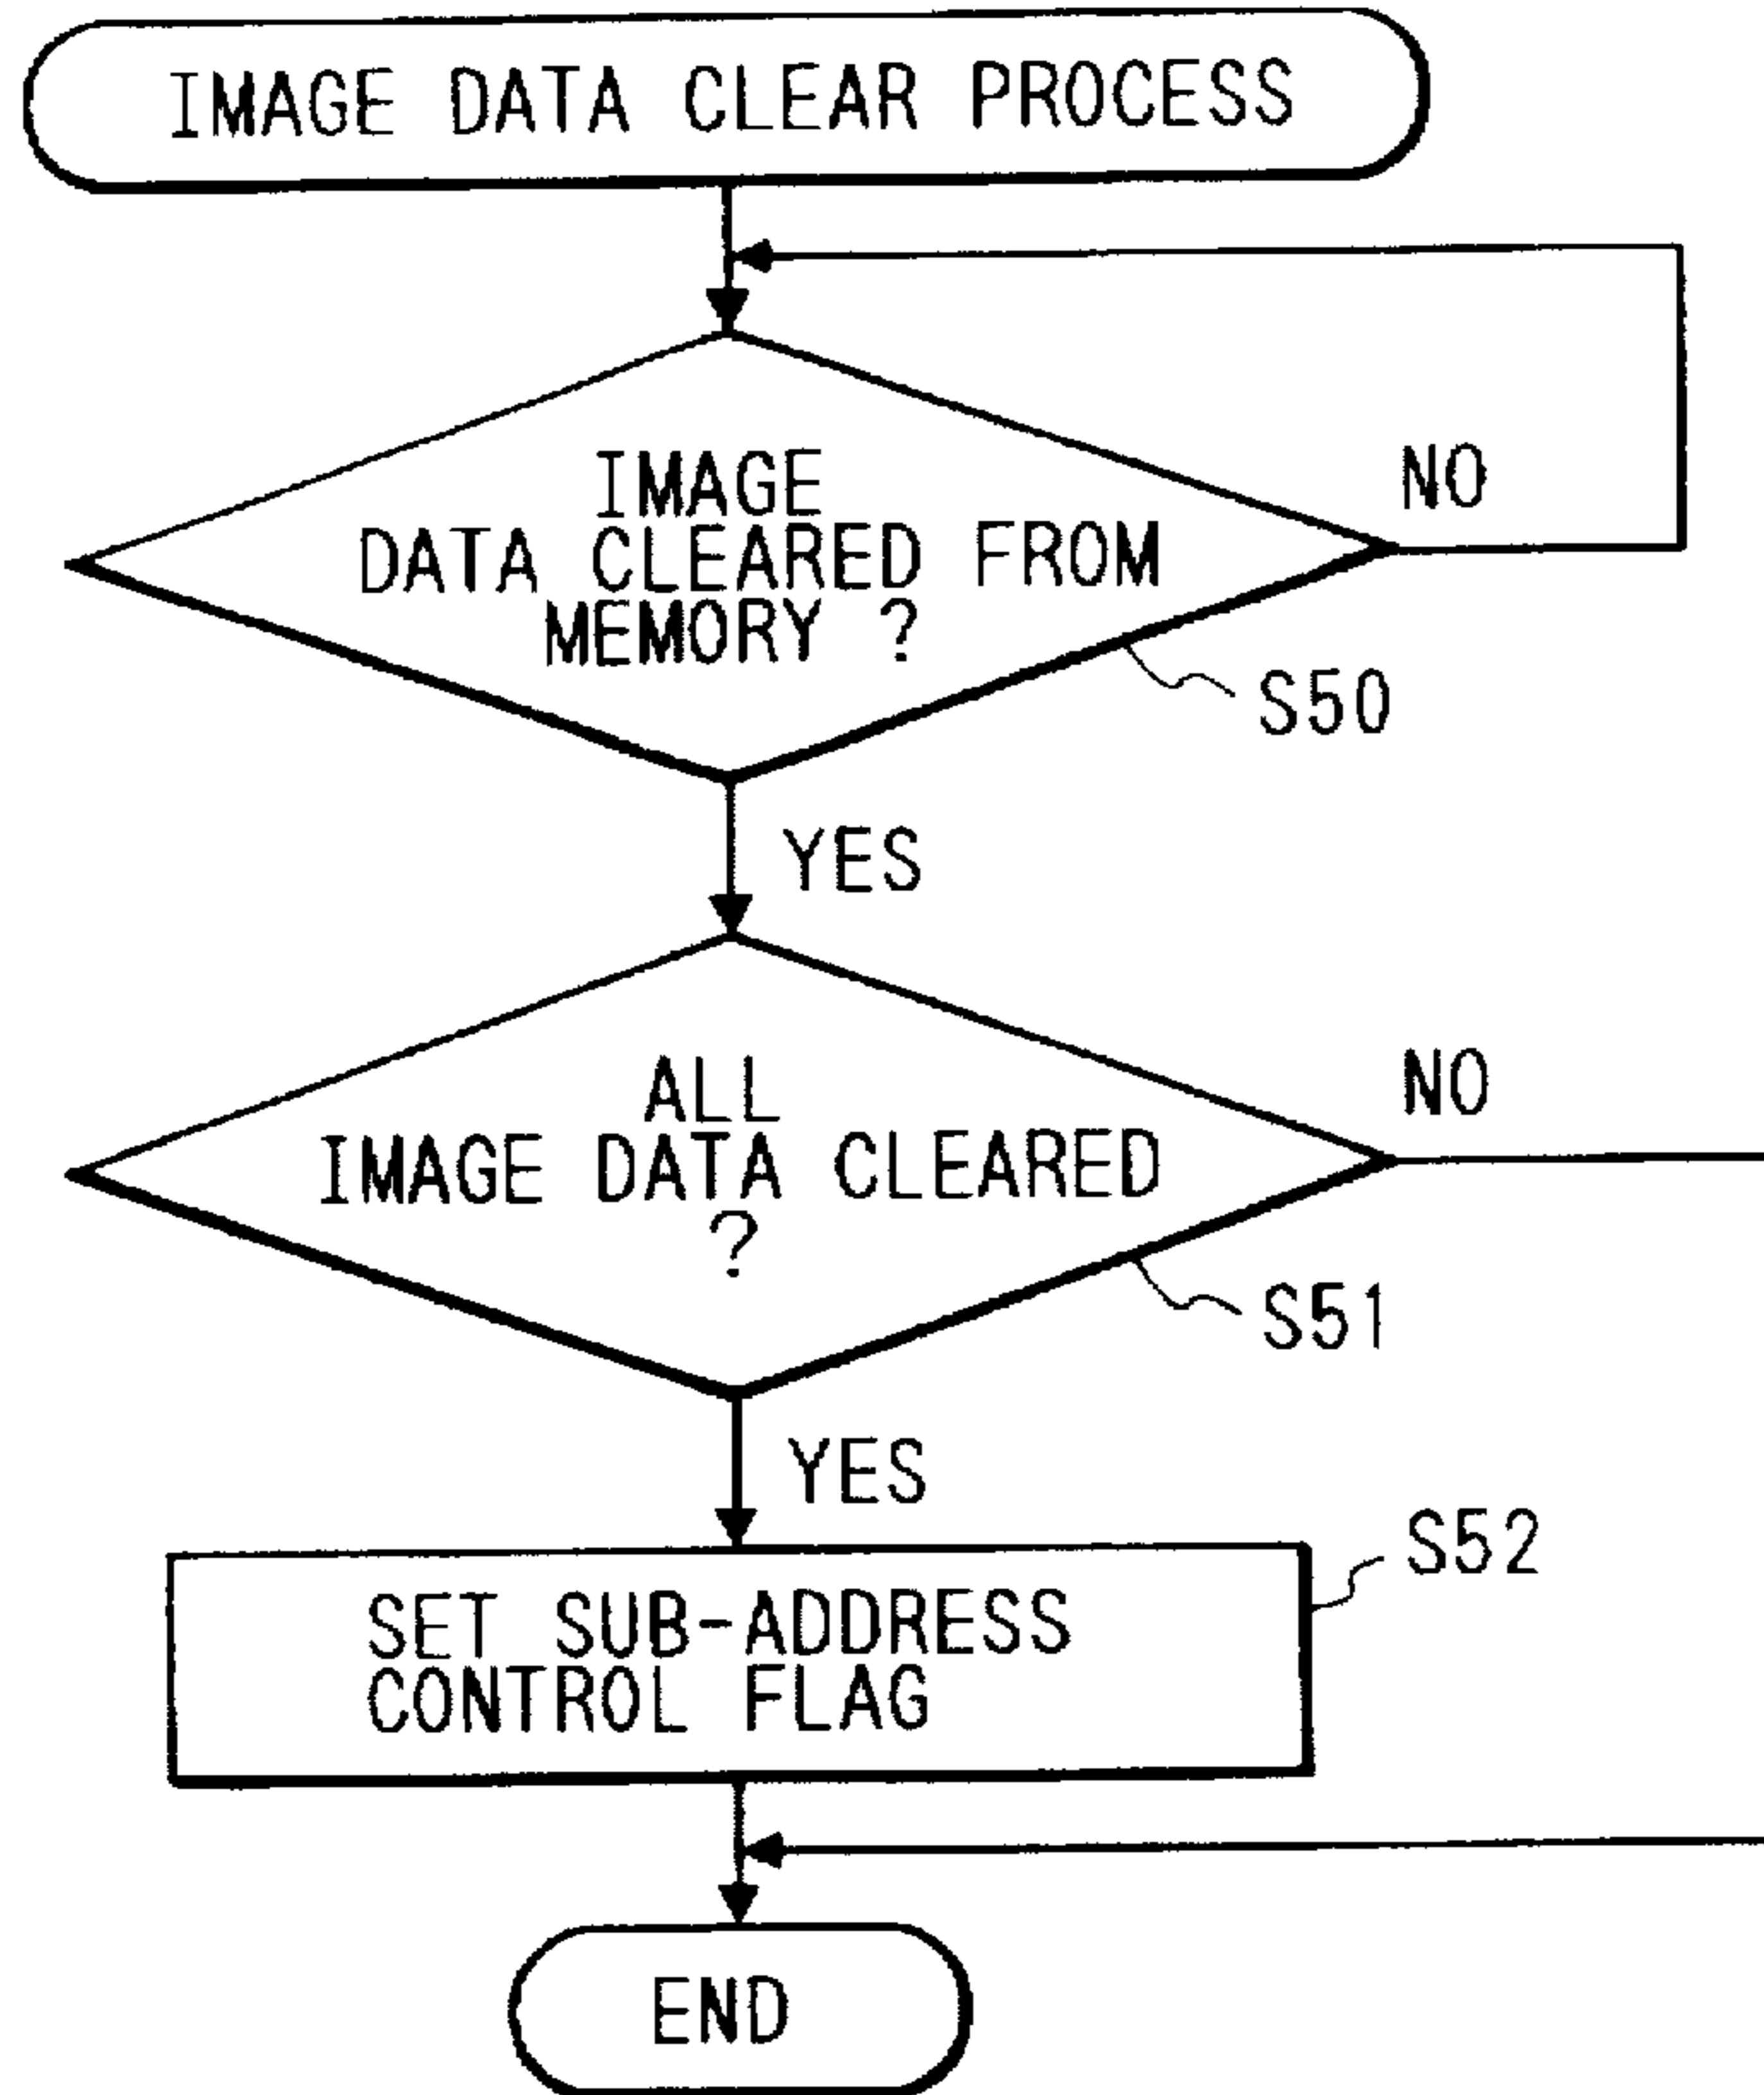 IMAGE DATA CLEAR PROCESS
IMAGE
DATA CLEARED FROM
MEMORY ?
NO
S50
YES
ALL
IMAGE DATA CLEARED
?
NO
S51
YES
S52
SET SUB-ADDRESS
CONTROL FLAG
END